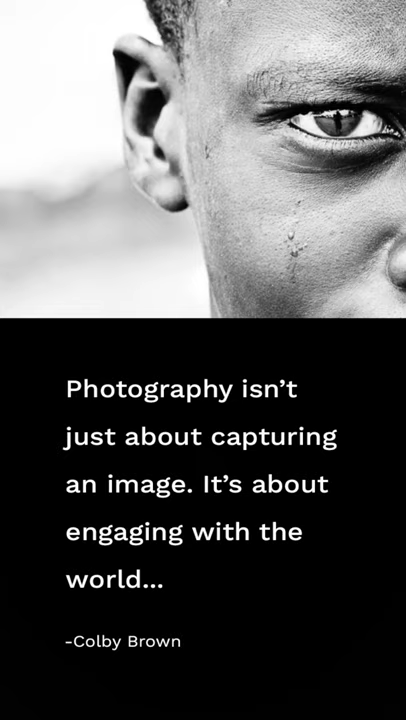 Photography isn’t
just about capturing
an image. It’s about
engaging with the
world...
-Colby Brown